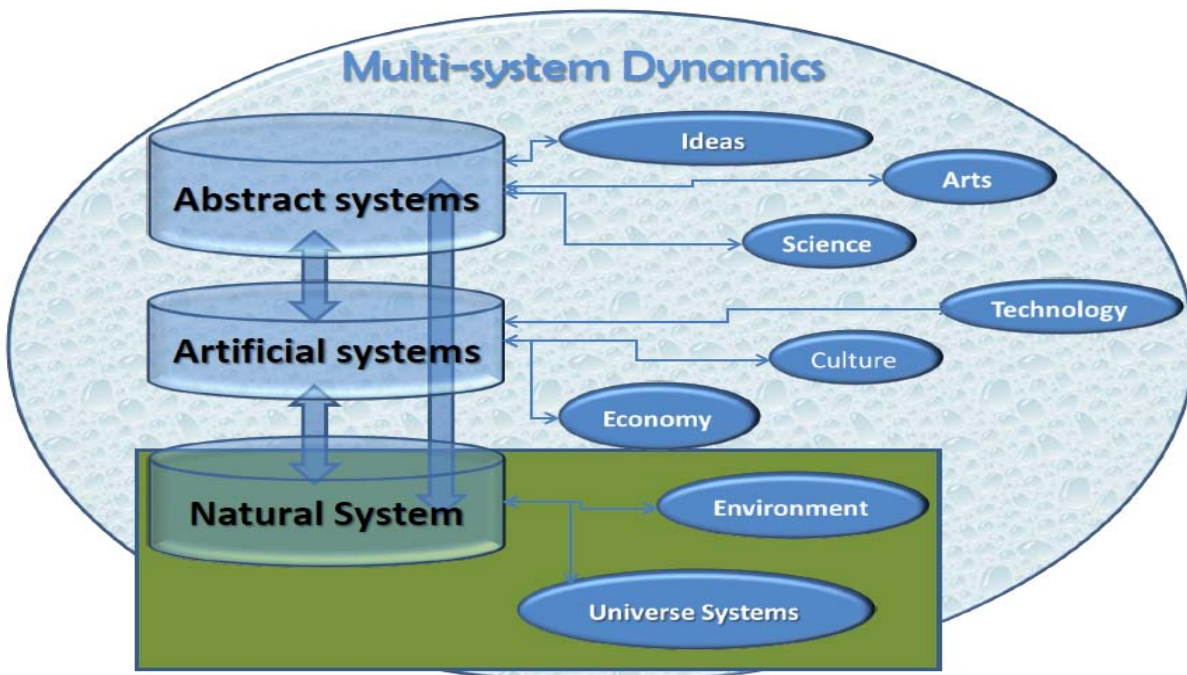 Multi-system Dynamics
Ideas
Abstract systems
Arts
Science
Technology
Artificial systems
Culture
Economy
Natural System
Environment
Universe Systems